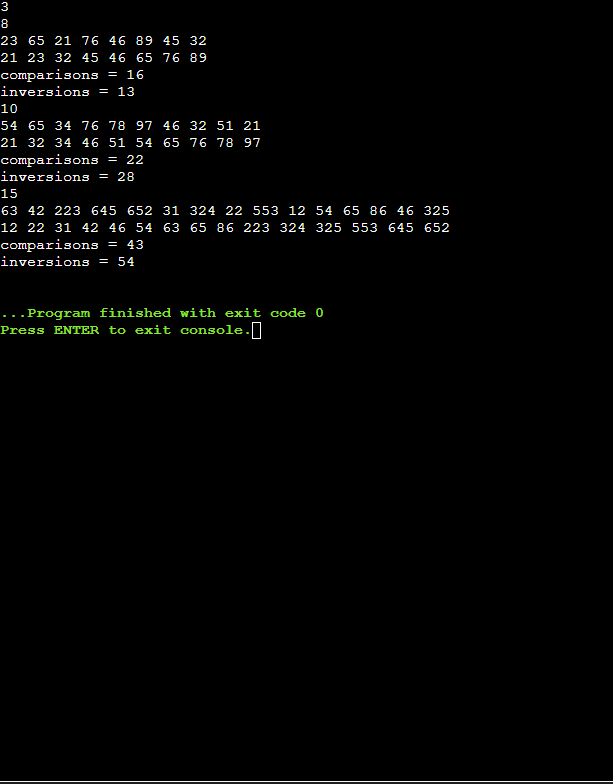 3
8
23 65 21 76 46 89 45 32
21 23 32 45 46 65 76 89
comparisons = 16
inversions = 13
10
54 65 34 76 78 97 46 32 51 21
21 32 34 46 51 54 65 76 78 97
comparisons = 22
inversions = 28
15
63 42 223 645 652 31 324 22 553 12 54 65 86 46 325
12 22 31 42 46 54 63 65 86 223 324 325 553 645 652
comparisons = 43
inversions = 54
...Program finished with exit code 0
Press ENTER to exit console.